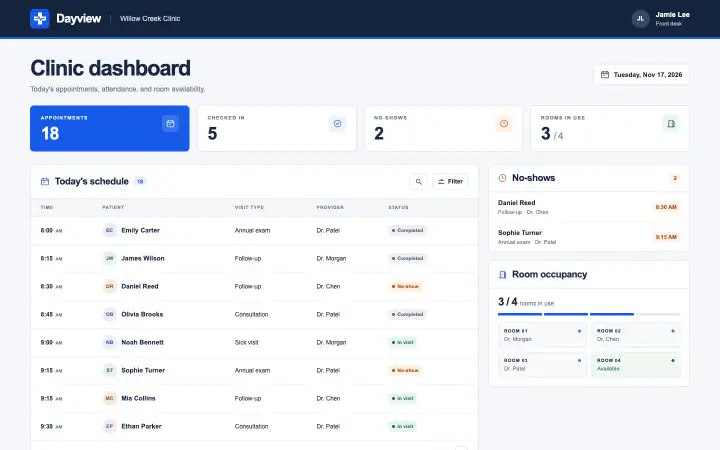 Dayview
Willow Creek Clinic
JL
Jamie Lee
Front desk
Clinic dashboard
Today's appointments, attendance, and room availability.
Tuesday, Nov 17, 2026
APPOINTMENTS
18
CHECKED IN
5
NO-SHOWS
2
ROOMS IN USE
3 / 4
Today's schedule 18
Filter
TIME PATIENT VISIT TYPE PROVIDER STATUS
8:00 AM EC Emily Carter Annual exam Dr. Patel Completed
8:15 AM JW James Wilson Follow-up Dr. Morgan Completed
8:30 AM DR Daniel Reed Follow-up Dr. Chen No-show
8:45 AM OB Olivia Brooks Consultation Dr. Patel Completed
9:00 AM NB Noah Bennett Sick visit Dr. Morgan In visit
9:15 AM ST Sophie Turner Annual exam Dr. Patel No-show
9:15 AM MC Mia Collins Follow-up Dr. Chen In visit
9:30 AM EP Ethan Parker Consultation Dr. Patel In visit
No-shows 2
Daniel Reed
Follow-up · Dr. Chen
8:30 AM
Sophie Turner
Annual exam · Dr. Patel
9:15 AM
Room occupancy
3 / 4 rooms in use
ROOM 01
Dr. Morgan
ROOM 02
Dr. Chen
ROOM 03
Dr. Patel
ROOM 04
Available